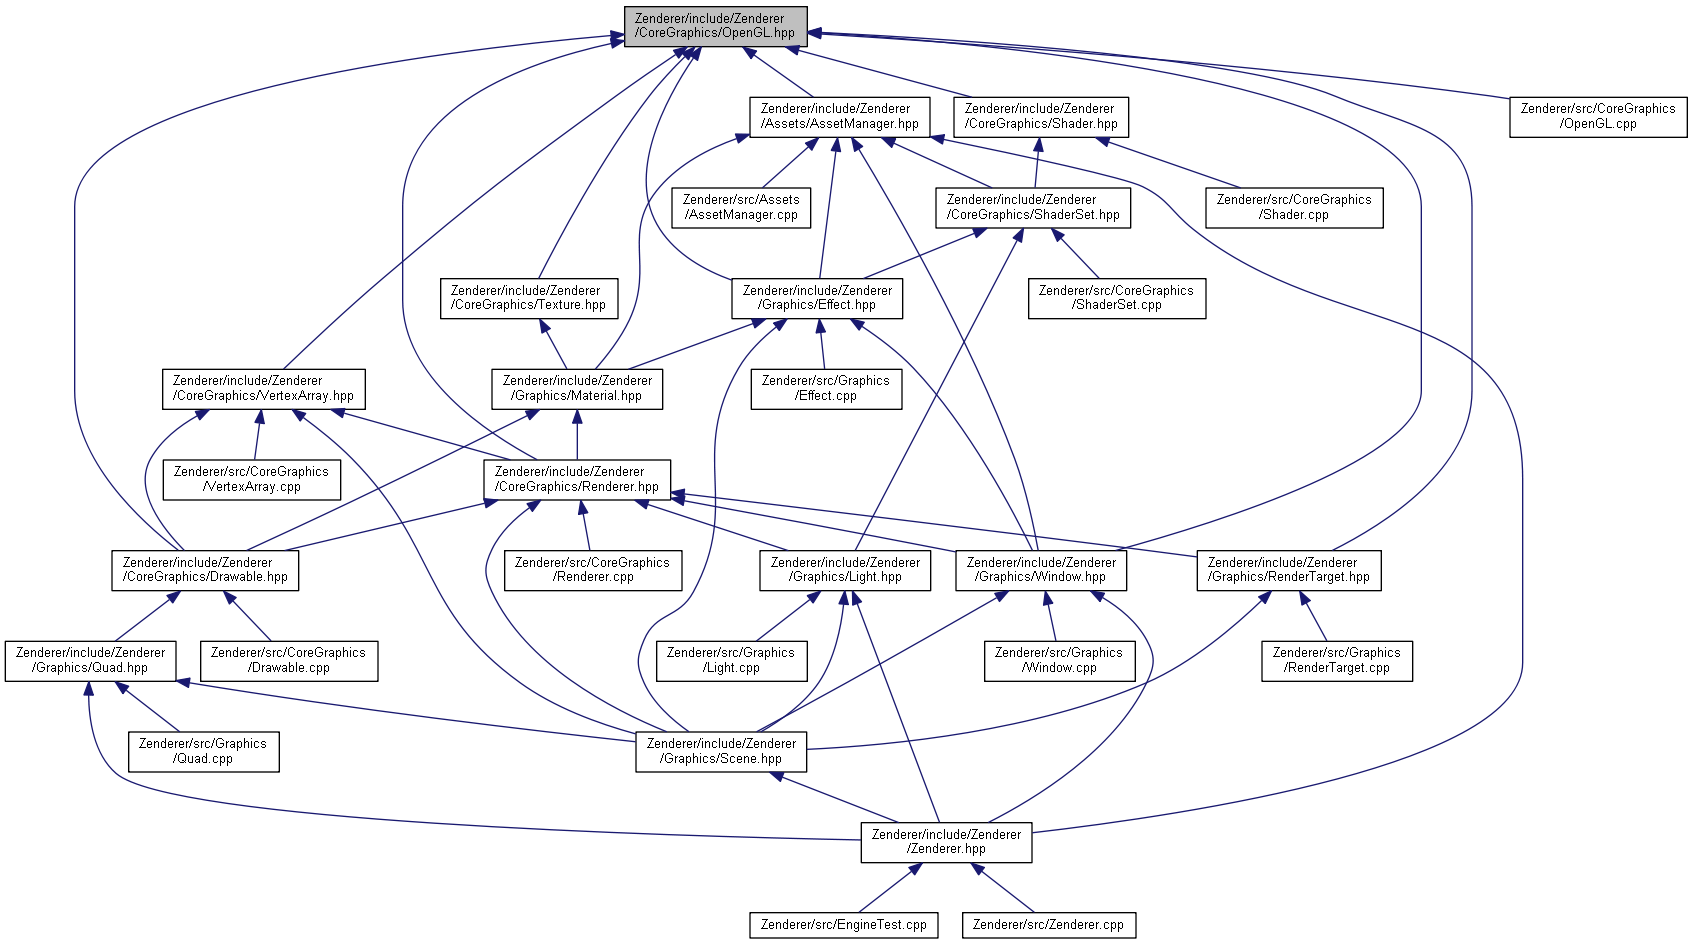 Zenderer/include/Zenderer
/CoreGraphics/OpenGL.hpp
Zenderer/include/Zenderer
/Assets/AssetManager.hpp
Zenderer/include/Zenderer
/CoreGraphics/Shader.hpp
Zenderer/src/CoreGraphics
/OpenGL.cpp
Zenderer/src/Assets
/AssetManager.cpp
Zenderer/include/Zenderer
/CoreGraphics/ShaderSet.hpp
Zenderer/src/CoreGraphics
/Shader.cpp
Zenderer/include/Zenderer
/CoreGraphics/Texture.hpp
Zenderer/include/Zenderer
/Graphics/Effect.hpp
Zenderer/src/CoreGraphics
/ShaderSet.cpp
Zenderer/include/Zenderer
/CoreGraphics/VertexArray.hpp
Zenderer/include/Zenderer
/Graphics/Material.hpp
Zenderer/src/Graphics
/Effect.cpp
Zenderer/src/CoreGraphics
/VertexArray.cpp
Zenderer/include/Zenderer
/CoreGraphics/Renderer.hpp
Zenderer/include/Zenderer
/CoreGraphics/Drawable.hpp
Zenderer/src/CoreGraphics
/Renderer.cpp
Zenderer/include/Zenderer
/Graphics/Light.hpp
Zenderer/include/Zenderer
/Graphics/Window.hpp
Zenderer/include/Zenderer
/Graphics/RenderTarget.hpp
Zenderer/include/Zenderer
/Graphics/Quad.hpp
Zenderer/src/CoreGraphics
/Drawable.cpp
Zenderer/src/Graphics
/Light.cpp
Zenderer/src/Graphics
/Window.cpp
Zenderer/src/Graphics
/RenderTarget.cpp
Zenderer/src/Graphics
/Quad.cpp
Zenderer/include/Zenderer
/Graphics/Scene.hpp
Zenderer/include/Zenderer
/Zenderer.hpp
Zenderer/src/EngineTest.cpp
Zenderer/src/Zenderer.cpp